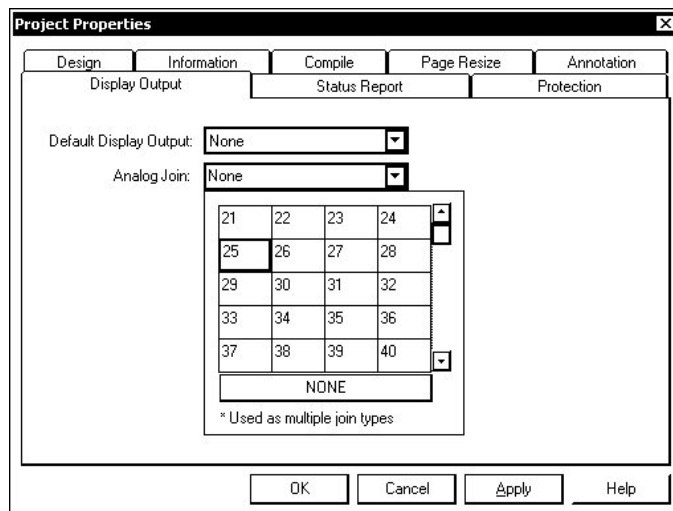 Project Properties
Design Information Compile Page Resize Annotation
Display Output Status Report Protection
Default Display Output: None
Analog Join: None
21 22 23 24
25 26 27 28
29 30 31 32
33 34 35 36
37 38 39 40
NONE
* Used as multiple join types
OK Cancel Apply Help